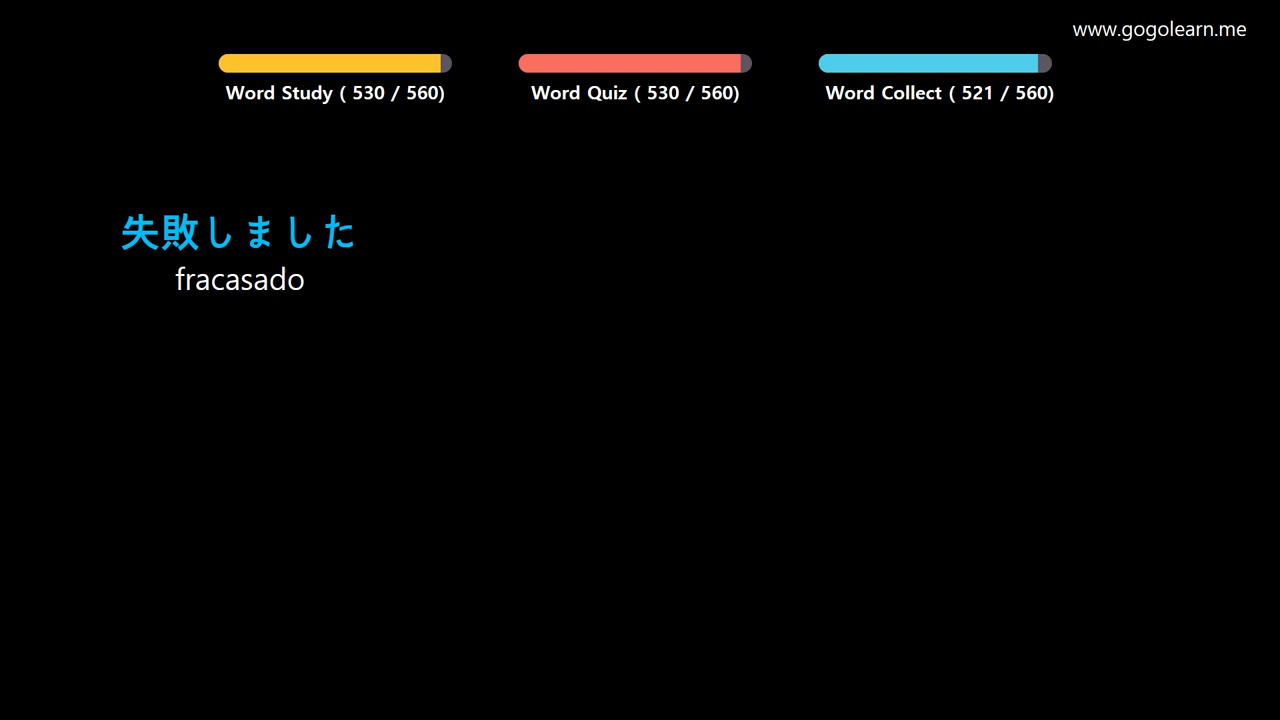 www.gogolearn.me
Word Study ( 530 / 560)
Word Quiz ( 530 / 560)
Word Collect ( 521 / 560)
失敗しました
fracasado